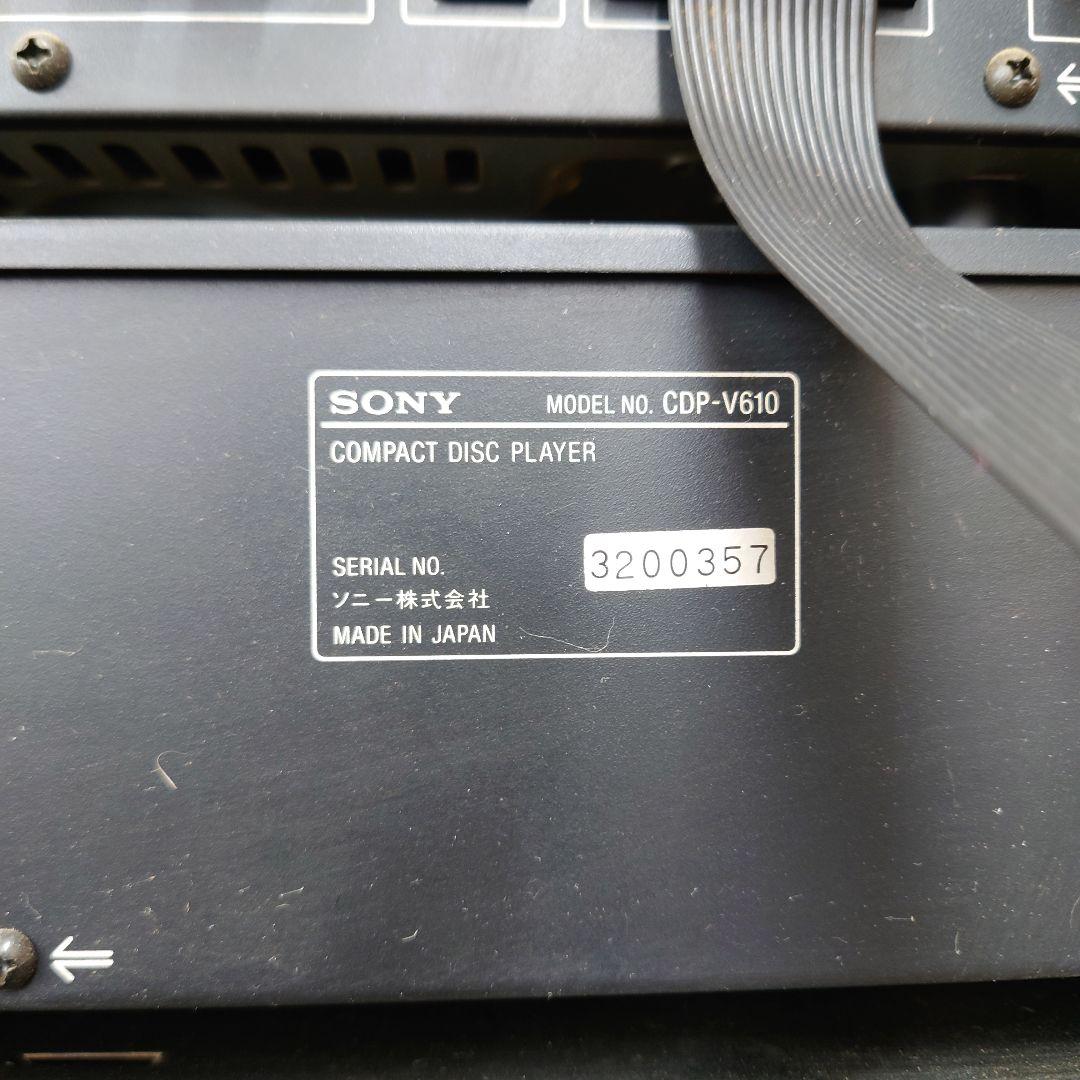 SONY MODEL NO. CDP-V610
COMPACT DISC PLAYER
SERIAL NO. 3200357
ソニー株式会社
MADE IN JAPAN